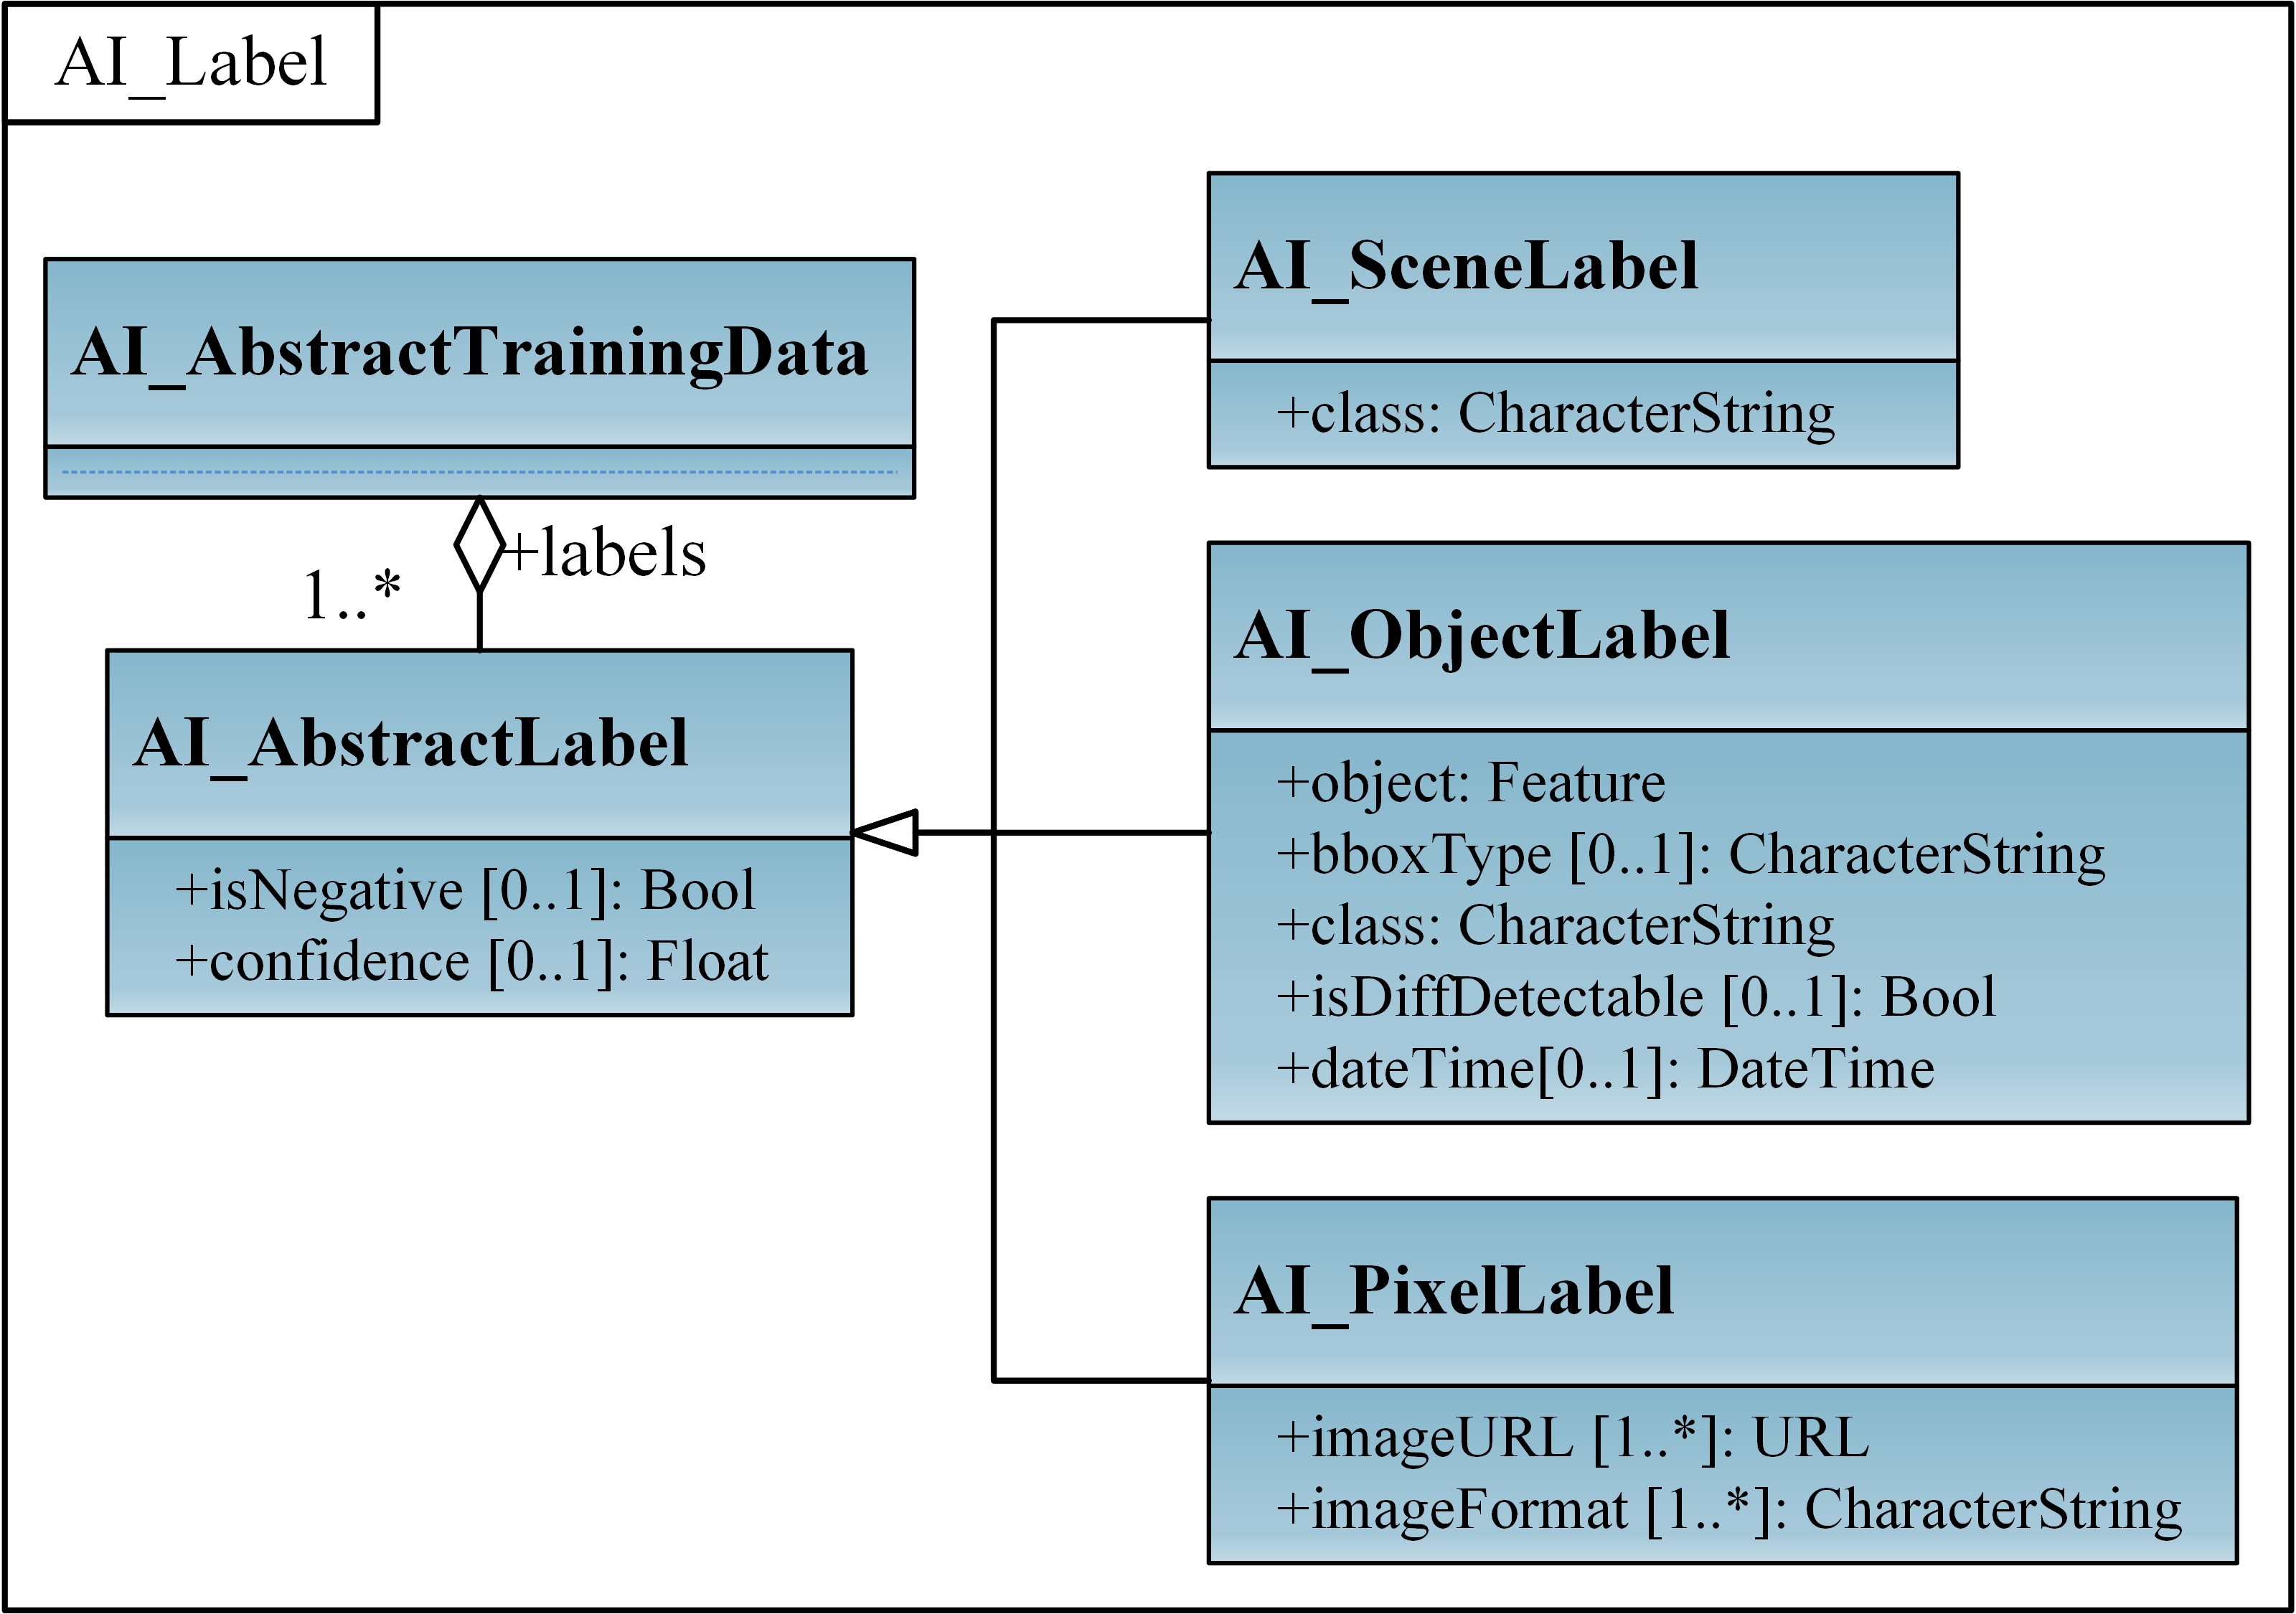 AI_Label
AI_AbstractTrainingData
+labels
1..*
AI_AbstractLabel
+isNegative [0..1]: Bool
+confidence [0..1]: Float
AI_SceneLabel
+class: CharacterString
AI_ObjectLabel
+object: Feature
+bboxType [0..1]: CharacterString
+class: CharacterString
+isDiffDetectable [0..1]: Bool
+dateTime[0..1]: DateTime
AI_PixelLabel
+imageURL [1..*]: URL
+imageFormat [1..*]: CharacterString